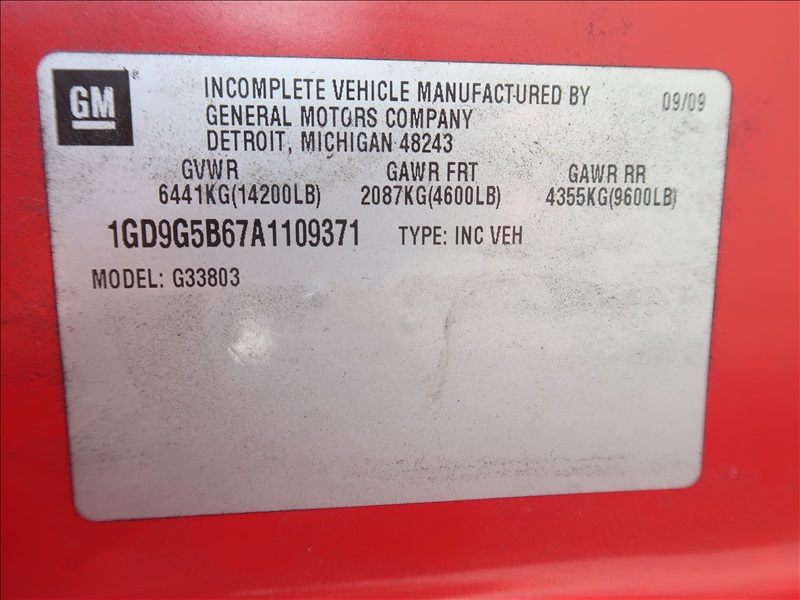 GM
INCOMPLETE VEHICLE MANUFACTURED BY 09/09
GENERAL MOTORS COMPANY
DETROIT, MICHIGAN 48243
GVWR GAWR FRT GAWR RR
6441KG(14200LB) 2087KG(4600LB) 4355KG(9600LB)
1GD9G5B67A1109371 TYPE: INC VEH
MODEL: G33803